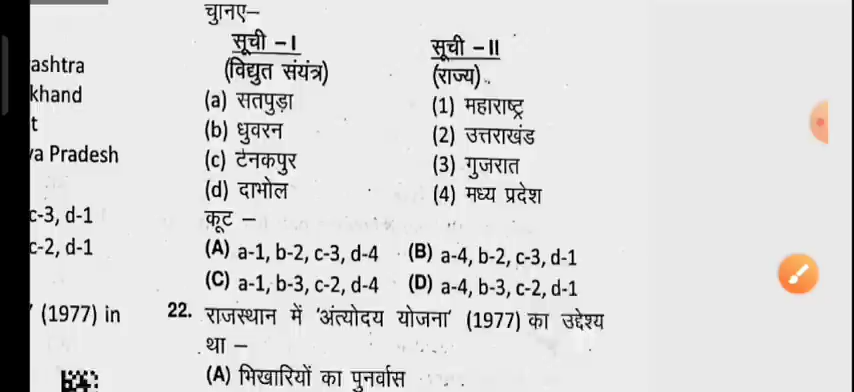 चुनिए–
सूची – I सूची – II
ashtra (विद्युत संयंत्र) (राज्य)
khand (a) सतपुड़ा (1) महाराष्ट्र
t (b) धुवरन (2) उत्तराखंड
ya Pradesh (c) टेनकपुर (3) गुजरात
(d) दाभोल (4) मध्य प्रदेश
c-3, d-1 कूट –
c-2, d-1 (A) a-1, b-2, c-3, d-4 (B) a-4, b-2, c-3, d-1
(C) a-1, b-3, c-2, d-4 (D) a-4, b-3, c-2, d-1
' (1977) in 22. राजस्थान में 'अंत्योदय योजना' (1977) का उद्देश्य
था –
(A) भिखारियों का पुनर्वास